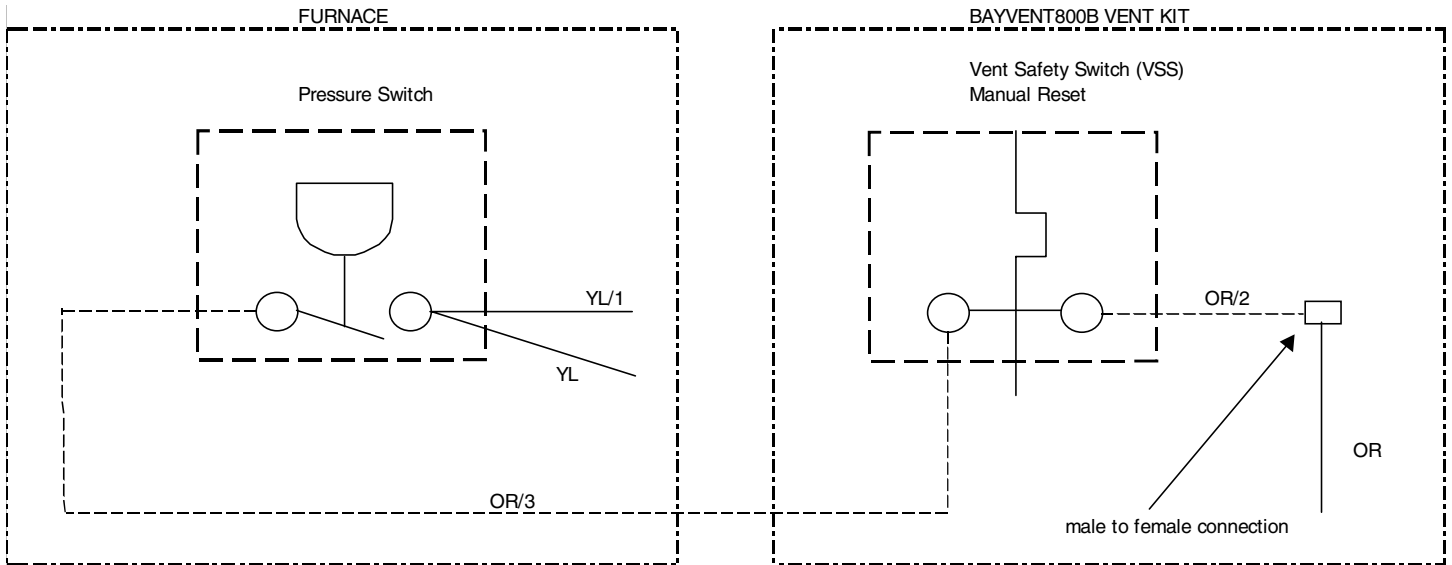 FURNACE
BAYVENT800B VENT KIT
Pressure Switch
Vent Safety Switch (VSS)
Manual Reset
YL/1
YL
OR/2
OR
OR/3
male to female connection